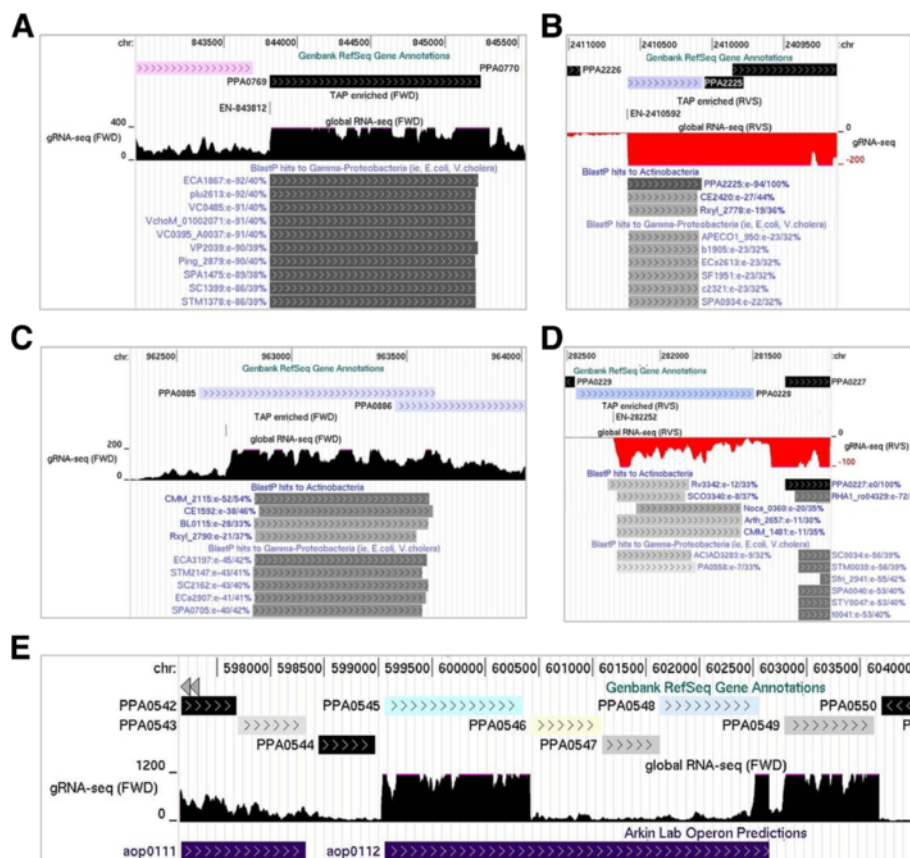 A
chr: 843500 844000 844500 845000 845500
Genbank RefSeq Gene Annotations
PPA0770
PPA0769
TAP enriched (FWD)
EN-843812
global RNA-seq (FWD)
400
gRNA-seq (FWD)
0
BlastP hits to Gamma-Proteobacteria (ie, E.coli, V.cholera)
ECA1867:e-92/40%
plu2613:e-92/40%
VC0485:e-91/40%
VchoM_01002071:e-91/40%
VC0395_A0037:e-91/40%
VP2039:e-90/39%
Ping_2879:e-90/40%
SPA1475:e-89/38%
SC1399:e-86/39%
STM1378:e-86/39%
B
2411000 2410500 2410000 2409500 :chr
Genbank RefSeq Gene Annotations
PPA2226
PPA2225
TAP enriched (RVS)
EN-2410592
global RNA-seq (RVS)
0
gRNA-seq
-200
BlastP hits to Actinobacteria
PPA2225:e-94/100%
CE2420:e-27/44%
Rxyl_2778:e-19/36%
BlastP hits to Gamma-Proteobacteria (ie, E.coli, V.cholera)
APECO1_950:e-23/32%
b1905:e-23/32%
ECs2613:e-23/32%
SF1951:e-23/32%
c2321:e-23/32%
SPA0934:e-22/32%
C
chr: 962500 963000 963500 964000
Genbank RefSeq Gene Annotations
PPA0885
PPA0886
TAP enriched (FWD)
global RNA-seq (FWD)
200
gRNA-seq (FWD)
0
BlastP hits to Actinobacteria
CMM_2115:e-52/54%
CE1592:e-38/46%
BL0115:e-28/33%
Rxyl_2790:e-21/37%
BlastP hits to Gamma-Proteobacteria (ie, E.coli, V.cholera)
ECA3197:e-45/42%
STM2147:e-43/41%
SC2162:e-43/40%
ECs2907:e-41/41%
SPA0705:e-40/42%
D
282500 282000 281500 :chr
Genbank RefSeq Gene Annotations
PPA0229 PPA0227
PPA0228
TAP enriched (RVS)
EN-282252
global RNA-seq (RVS)
0
gRNA-seq (RVS)
-100
BlastP hits to Actinobacteria
Rv3342:e-12/33% PPA0227:e0/100%
SCO3340:e-8/37% RHA1_ro04329:e-72/
Noca_0360:e-20/35%
Arth_2657:e-11/30%
CMM_1481:e-11/35%
BlastP hits to Gamma-Proteobacteria (ie, E.coli, V.cholera)
ACIAD3283:e-9/32% SC0034:e-56/39%
PA0558:e-7/33% STM0039:e-56/39%
Sfri_2941:e-55/42%
SPA0040:e-53/40%
STY0047:e-53/40%
t0041:e-53/40%
E
chr: 598000 598500 599000 599500 600000 600500 601000 601500 602000 602500 603000 603500 604000
Genbank RefSeq Gene Annotations
PPA0542 PPA0545 PPA0548 PPA0550
PPA0543 PPA0546 PPA0549
PPA0544 PPA0547
global RNA-seq (FWD)
1200
gRNA-seq (FWD)
0
Arkin Lab Operon Predictions
aop0111 aop0112